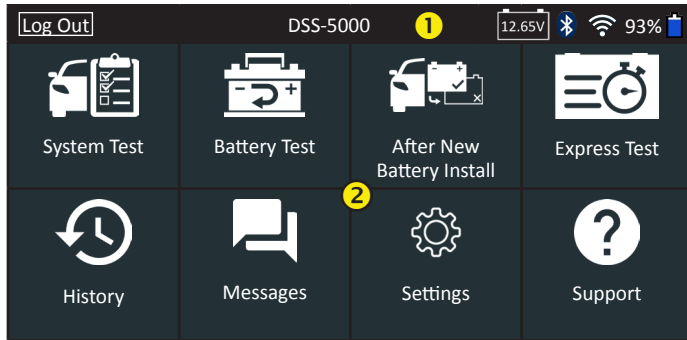 Log Out DSS-5000 1 12.65V 93%
System Test Battery Test After New Battery Install Express Test
2
History Messages Settings Support